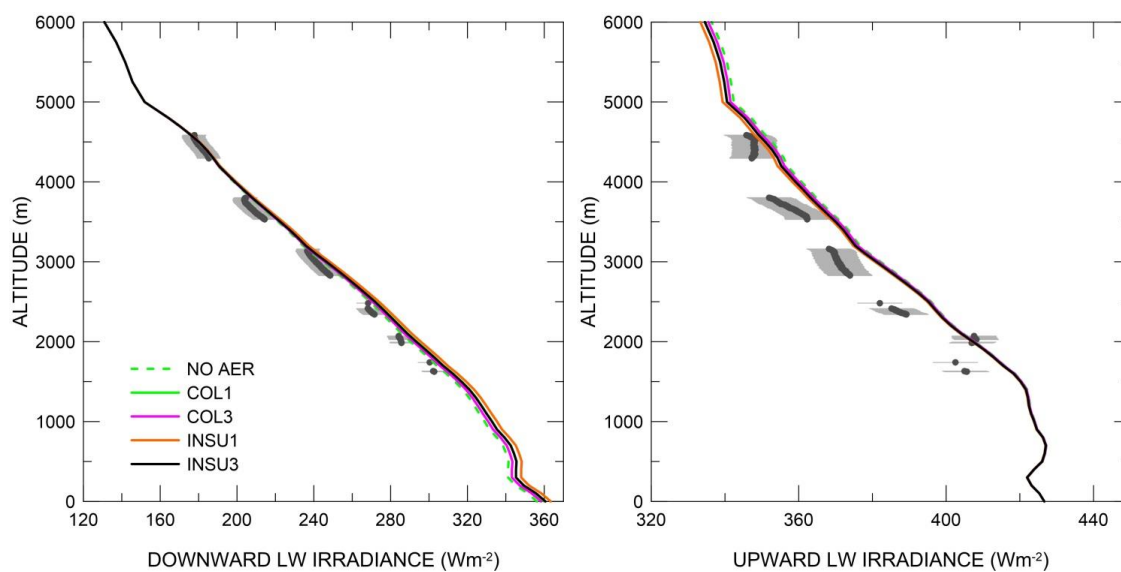 6000
5000
4000
3000
2000
1000
0
ALTITUDE (m)
NO AER
COL1
COL3
INSU1
INSU3
120 160 200 240 280 320 360
DOWNWARD LW IRRADIANCE (Wm-2)
6000
5000
4000
3000
2000
1000
0
ALTITUDE (m)
320 360 400 440
UPWARD LW IRRADIANCE (Wm-2)